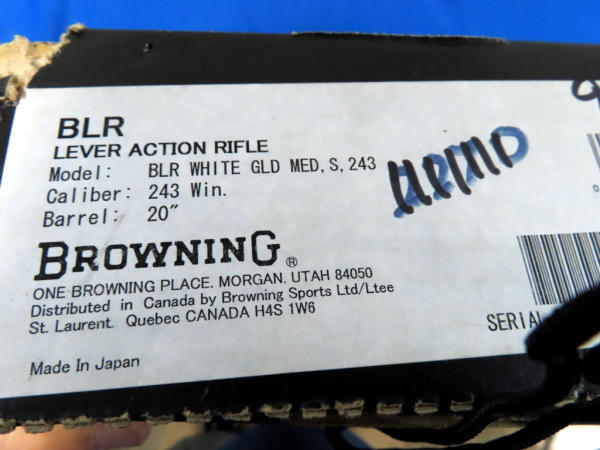 BLR
LEVER ACTION RIFLE
Model: BLR WHITE GLD MED,S,243
Caliber: 243 Win.
Barrel: 20"
BROWNING®
ONE BROWNING PLACE, MORGAN, UTAH 84050
Distributed in Canada by Browning Sports Ltd/Ltee
St. Laurent, Quebec CANADA H4S 1W6
SERIAL
Made In Japan